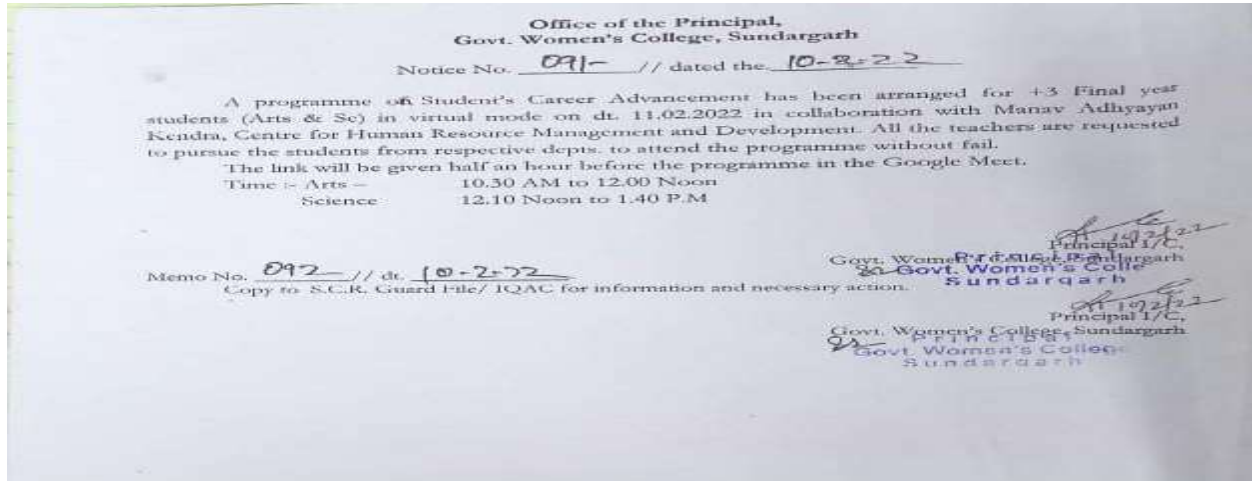 Office of the Principal,
Govt. Women's College, Sundargarh
Notice No. 091- // dated the 10-2-22
A programme on Student's Career Advancement has been arranged for +3 Final year
students (Arts & Sc) in virtual mode on dt. 11.02.2022 in collaboration with Manav Adhyayan
Kendra, Centre for Human Resource Management and Development. All the teachers are requested
to pursue the students from respective depts. to attend the programme without fail.
The link will be given half an hour before the programme in the Google Meet.
Time :- Arts – 10.30 AM to 12.00 Noon
Science 12.10 Noon to 1.40 P.M
Principal I/C,
Govt. Women's College, Sundargarh
Principal
Govt. Women's Colle
Sundargarh
Memo No. 092 // dt. 10-2-22
Copy to S.C.R. Guard File/ IQAC for information and necessary action.
10/2/22
Principal I/C,
Govt. Women's College, Sundargarh
Principal
Govt. Women's College
Sundargarh